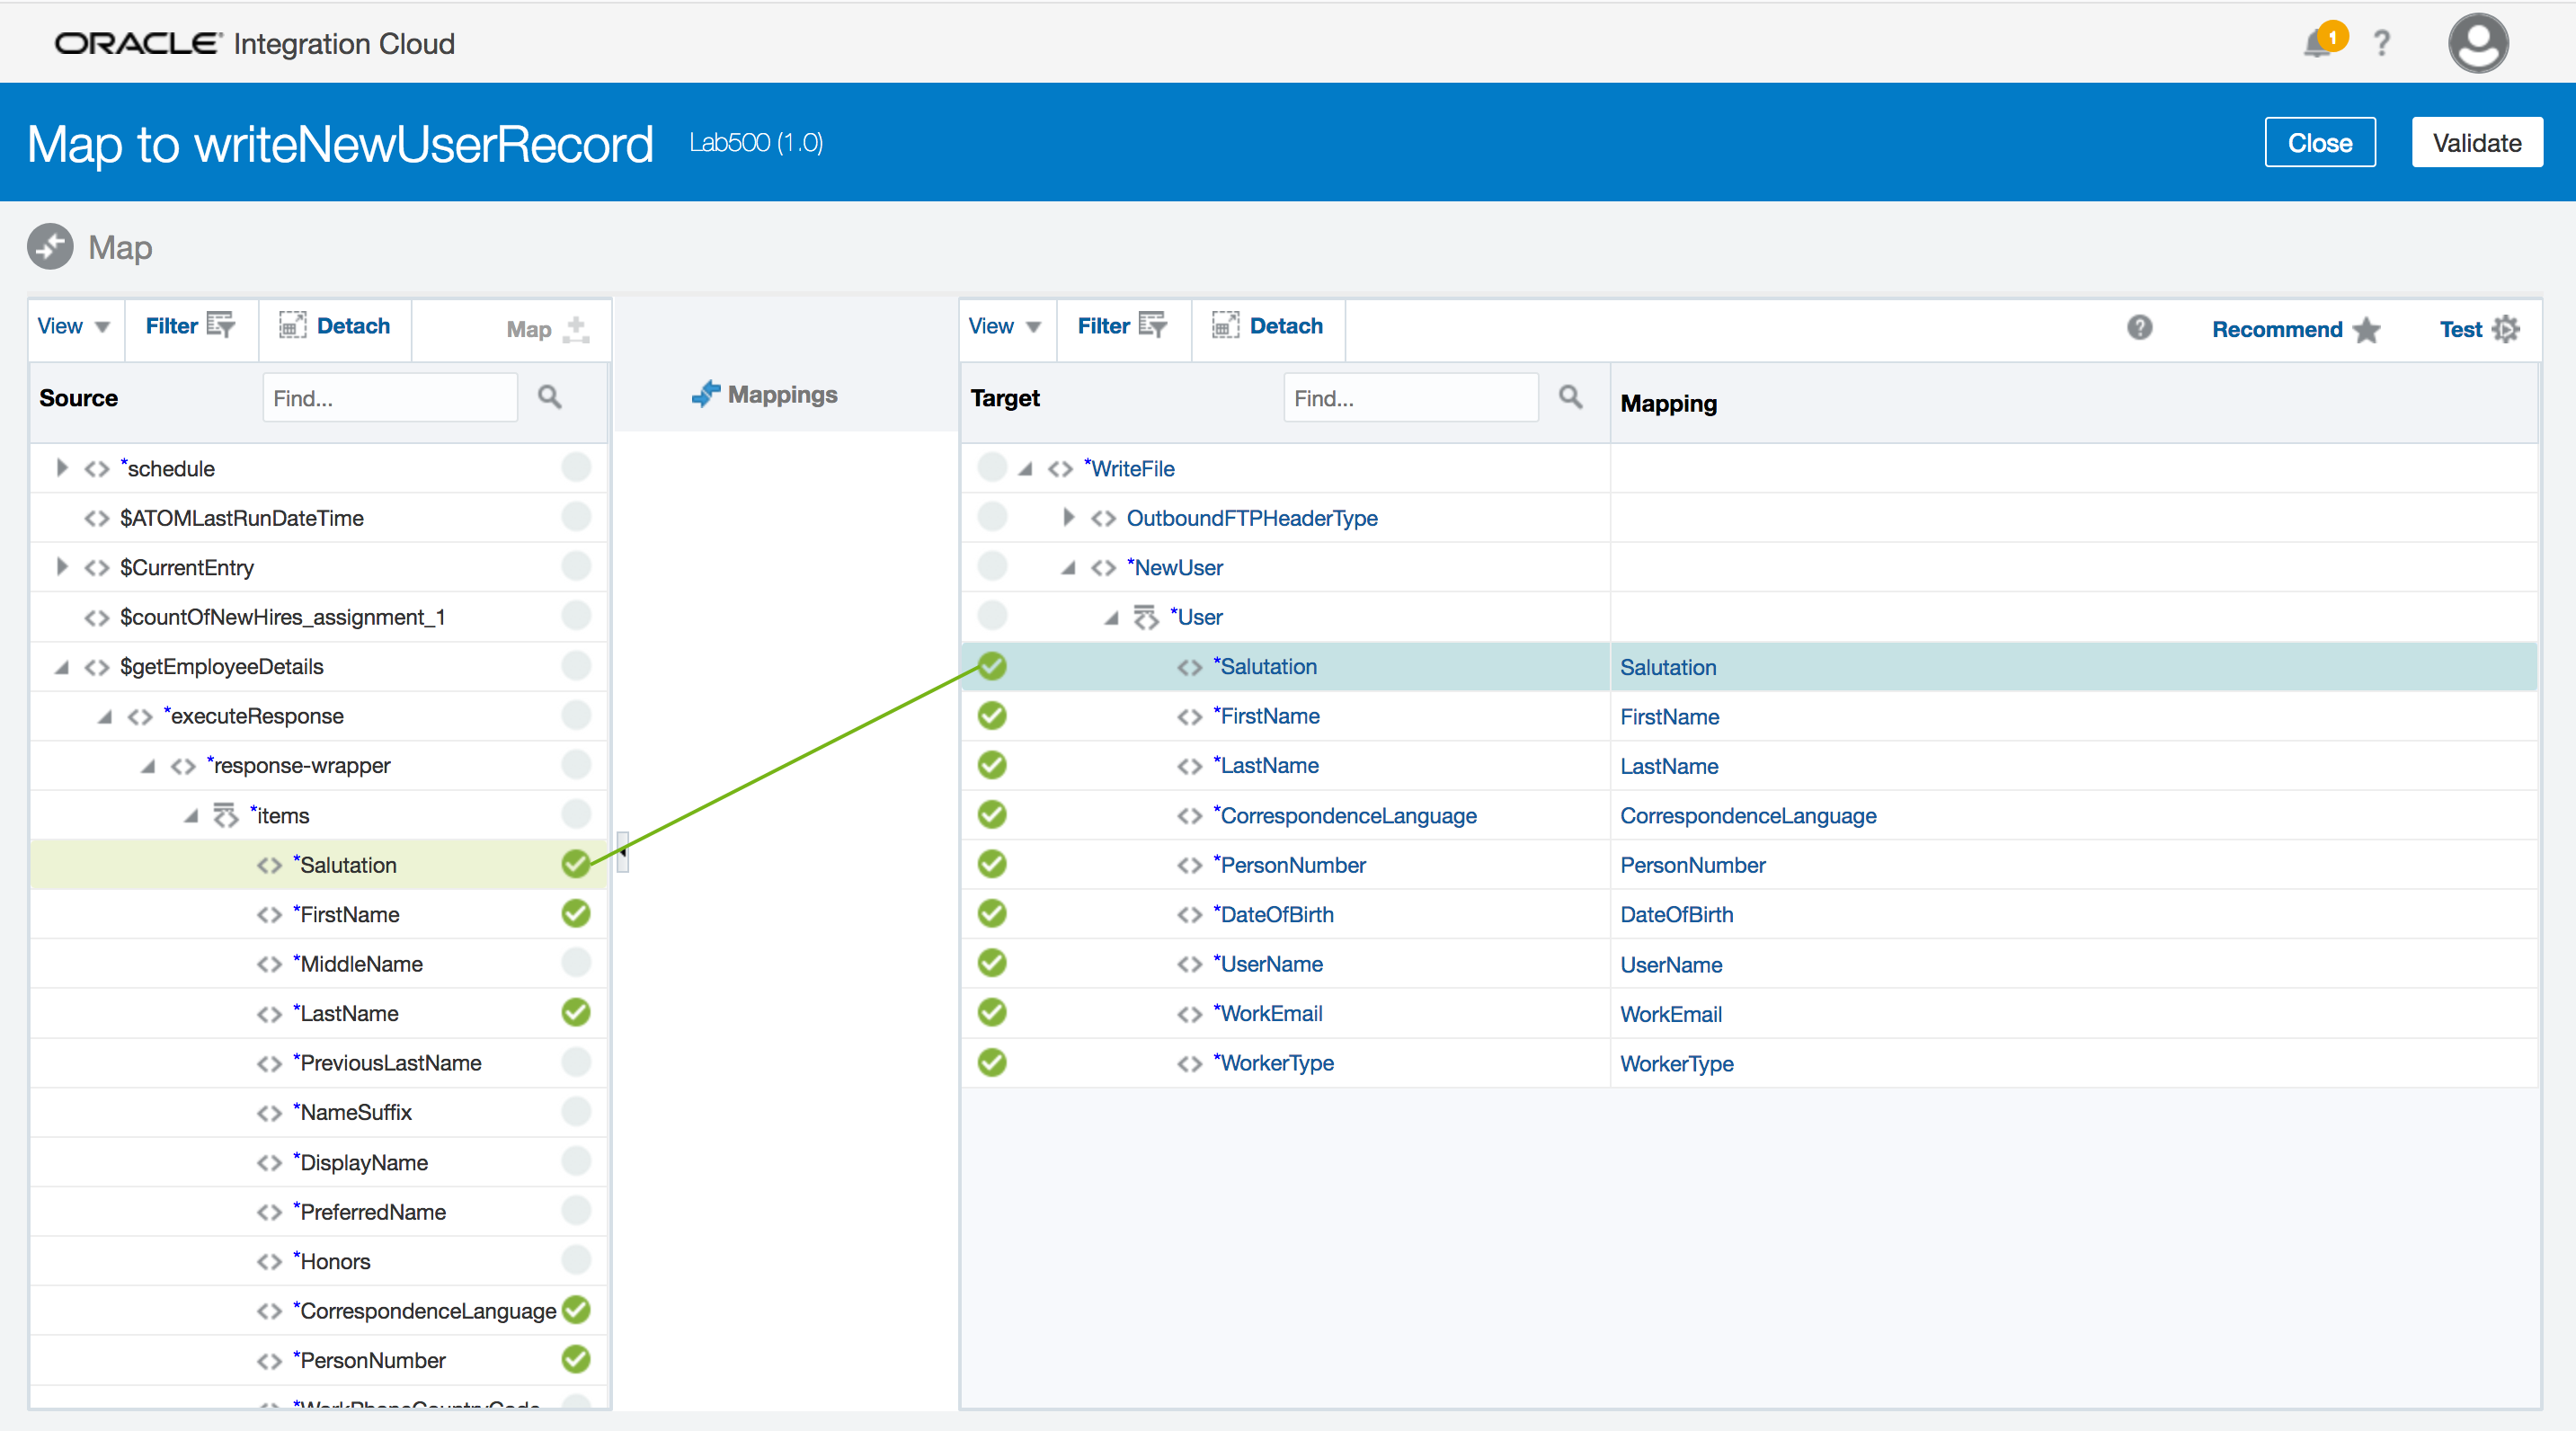 ORACLE Integration Cloud
1
?
Map to writeNewUserRecord Lab500 (1.0)
Close
Validate
Map
View Filter Detach Map
Source Find...
*schedule
$ATOMLastRunDateTime
$CurrentEntry
$countOfNewHires_assignment_1
$getEmployeeDetails
*executeResponse
*response-wrapper
*items
*Salutation
*FirstName
*MiddleName
*LastName
*PreviousLastName
*NameSuffix
*DisplayName
*PreferredName
*Honors
*CorrespondenceLanguage
*PersonNumber
*WorkPhoneCountryCode
Mappings
View Filter Detach ? Recommend Test
Target Find... Mapping
*WriteFile
OutboundFTPHeaderType
*NewUser
*User
*Salutation Salutation
*FirstName FirstName
*LastName LastName
*CorrespondenceLanguage CorrespondenceLanguage
*PersonNumber PersonNumber
*DateOfBirth DateOfBirth
*UserName UserName
*WorkEmail WorkEmail
*WorkerType WorkerType